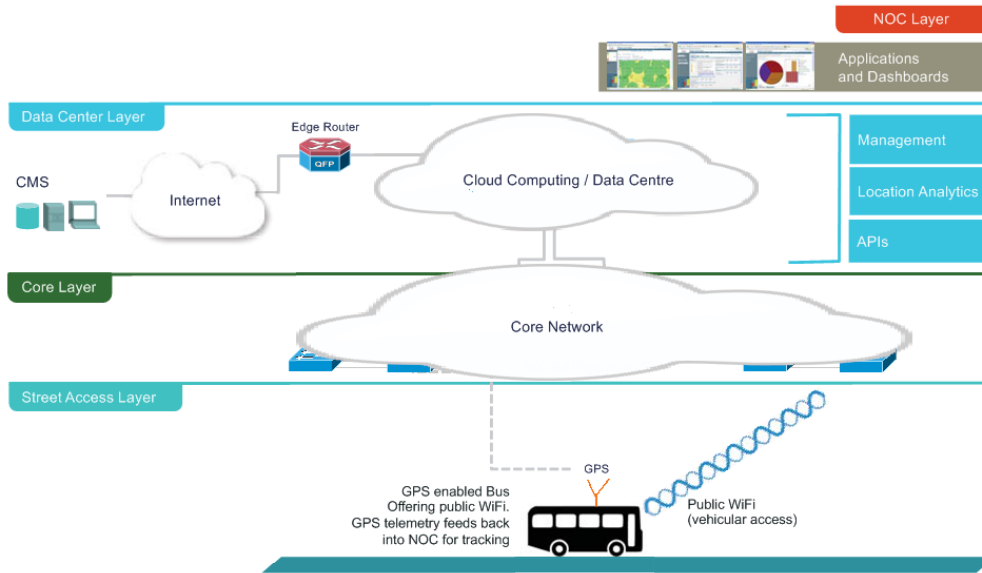 NOC Layer
Applications
and Dashboards
Data Center Layer
Edge Router
QFP
Management
CMS
Internet
Cloud Computing / Data Centre
Location Analytics
APIs
Core Layer
Core Network
Street Access Layer
GPS
GPS enabled Bus
Offering public WiFi.
GPS telemetry feeds back
into NOC for tracking
Public WiFi
(vehicular access)